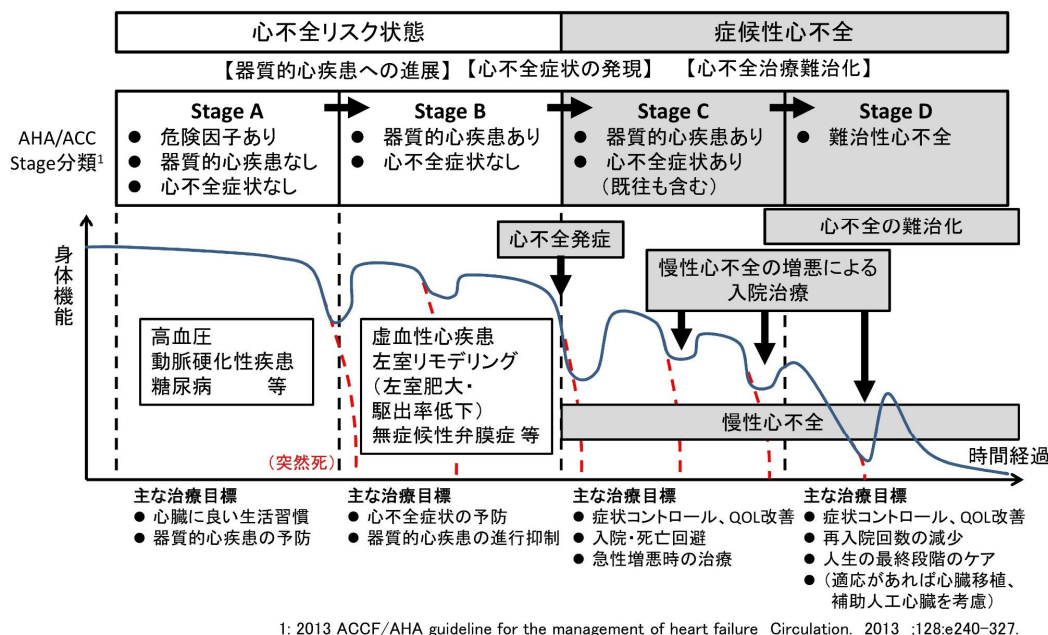 心不全リスク状態
症候性心不全
【器質的心疾患への進展】
【心不全症状の発現】
【心不全治療難治化】
AHA/ACC
Stage分類1
Stage A
● 危険因子あり
● 器質的心疾患なし
● 心不全症状なし
Stage B
● 器質的心疾患あり
● 心不全症状なし
Stage C
● 器質的心疾患あり
● 心不全症状あり
(既往も含む)
Stage D
● 難治性心不全
心不全の難治化
心不全発症
慢性心不全の増悪による
入院治療
身体機能
高血圧
動脈硬化性疾患
糖尿病 等
虚血性心疾患
左室リモデリング
(左室肥大・
駆出率低下)
無症候性弁膜症 等
慢性心不全
(突然死)
時間経過
主な治療目標
● 心臓に良い生活習慣
● 器質的心疾患の予防
主な治療目標
● 心不全症状の予防
● 器質的心疾患の進行抑制
主な治療目標
● 症状コントロール、QOL改善
● 入院・死亡回避
● 急性増悪時の治療
主な治療目標
● 症状コントロール、QOL改善
● 再入院回数の減少
● 人生の最終段階のケア
● (適応があれば心臓移植、
補助人工心臓を考慮)
1: 2013 ACCF/AHA guideline for the management of heart failure Circulation. 2013 ;128:e240-327.